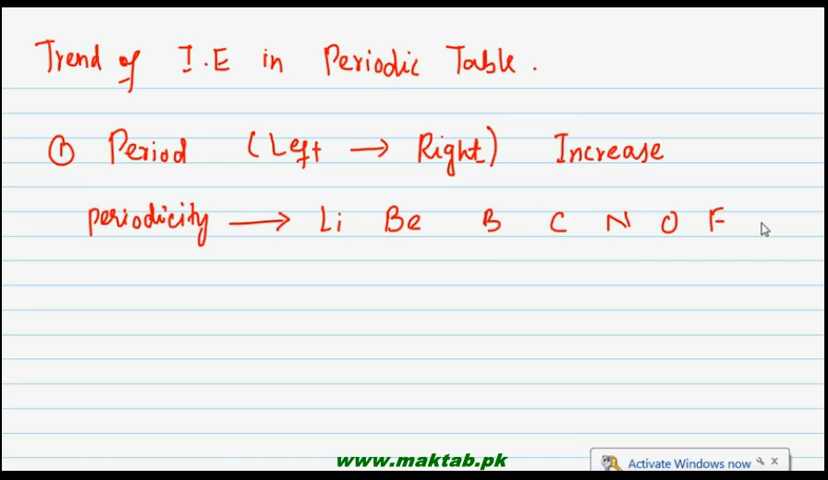 Trend of I.E in Periodic Table.
① Period (Left → Right) Increase
periodicity → Li Be B C N O F
www.maktab.pk
Activate Windows now